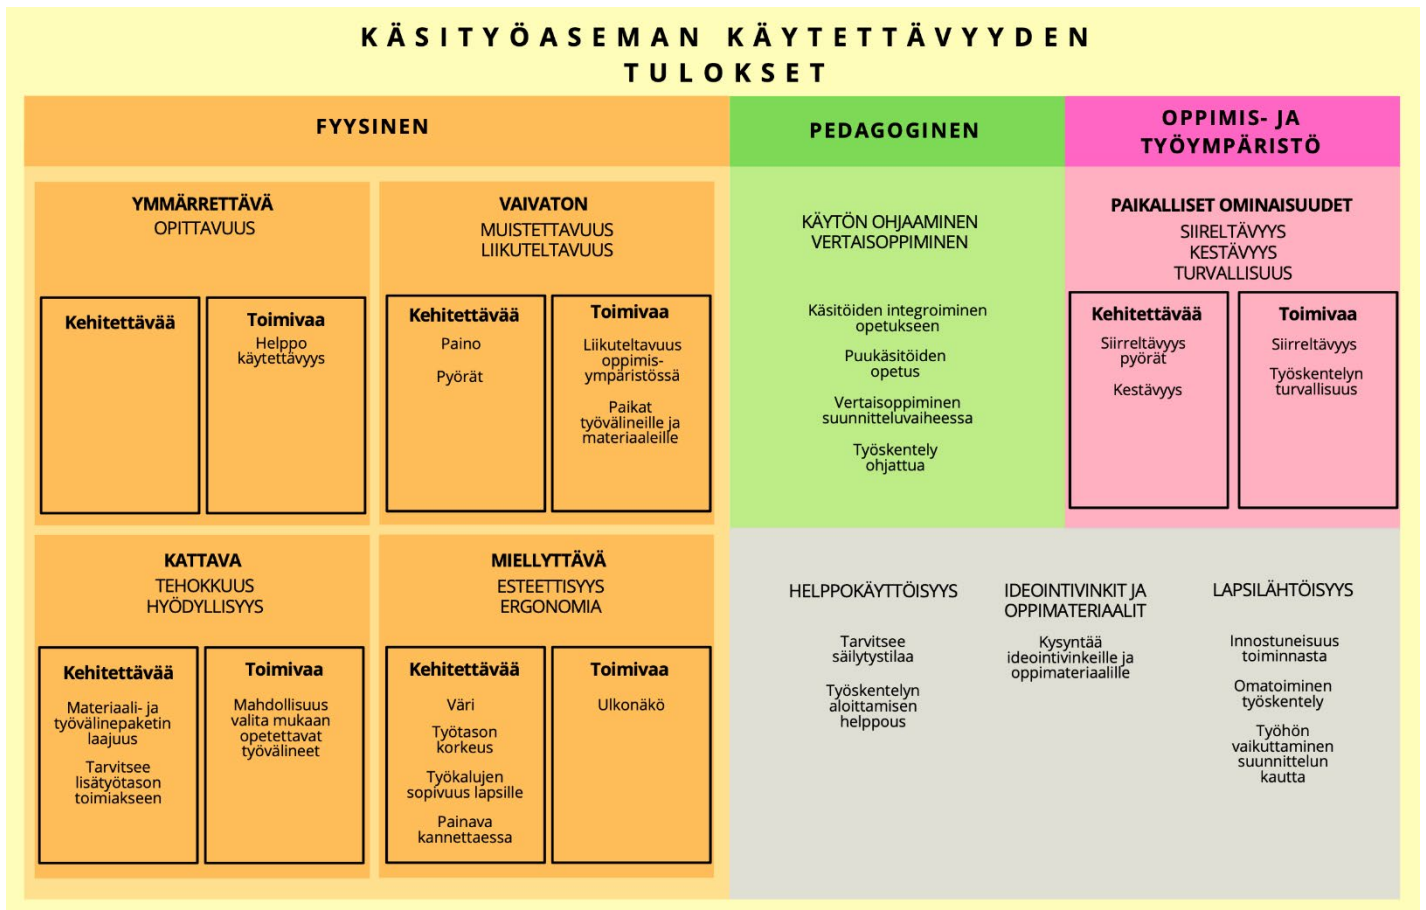 KÄSITYÖASEMAN KÄYTETTÄVYYDEN
TULOKSET
FYYSINEN
YMMÄRRETTÄVÄ
OPITTAVUUS
Kehitettävää
Toimivaa
Helppo
käytettävyys
VAIVATON
MUISTETTAVUUS
LIIKUTELTAVUUS
Kehitettävää
Paino
Pyörät
Toimivaa
Liikuteltavuus
oppimis-
ympäristössä
Paikat
työvälineille ja
materiaaleille
KATTAVA
TEHOKKUUS
HYÖDYLLISYYS
Kehitettävää
Materiaali- ja
työvälinepaketin
laajuus
Tarvitsee
lisätyötason
toimiakseen
Toimivaa
Mahdollisuus
valita mukaan
opetettavat
työvälineet
MIELLYTTÄVÄ
ESTEETTISYYS
ERGONOMIA
Kehitettävää
Väri
Työtason
korkeus
Työkalujen
sopivuus lapsille
Painava
kannettaessa
Toimivaa
Ulkonäkö
PEDAGOGINEN
KÄYTÖN OHJAAMINEN
VERTAISOPPIMINEN
Käsitöiden integroiminen
opetukseen
Puukäsitöiden
opetus
Vertaisoppiminen
suunnitteluvaiheessa
Työskentely
ohjattua
OPPIMIS- JA
TYÖYMPÄRISTÖ
PAIKALLISET OMINAISUUDET
SIIRELTÄVYYS
KESTÄVYYS
TURVALLISUUS
Kehitettävää
Siirreltävyys
pyörät
Kestävyys
Toimivaa
Siirreltävyys
Työskentelyn
turvallisuus
HELPPOKÄYTTÖISYYS
Tarvitsee
säilytystilaa
Työskentelyn
aloittamisen
helppous
IDEOINTIVINKIT JA
OPPIMATERIAALIT
Kysyntää
ideointivinkeille ja
oppimateriaalille
LAPSILÄHTÖISYYS
Innostuneisuus
toiminnasta
Omatoiminen
työskentely
Työhön
vaikuttaminen
suunnittelun
kautta